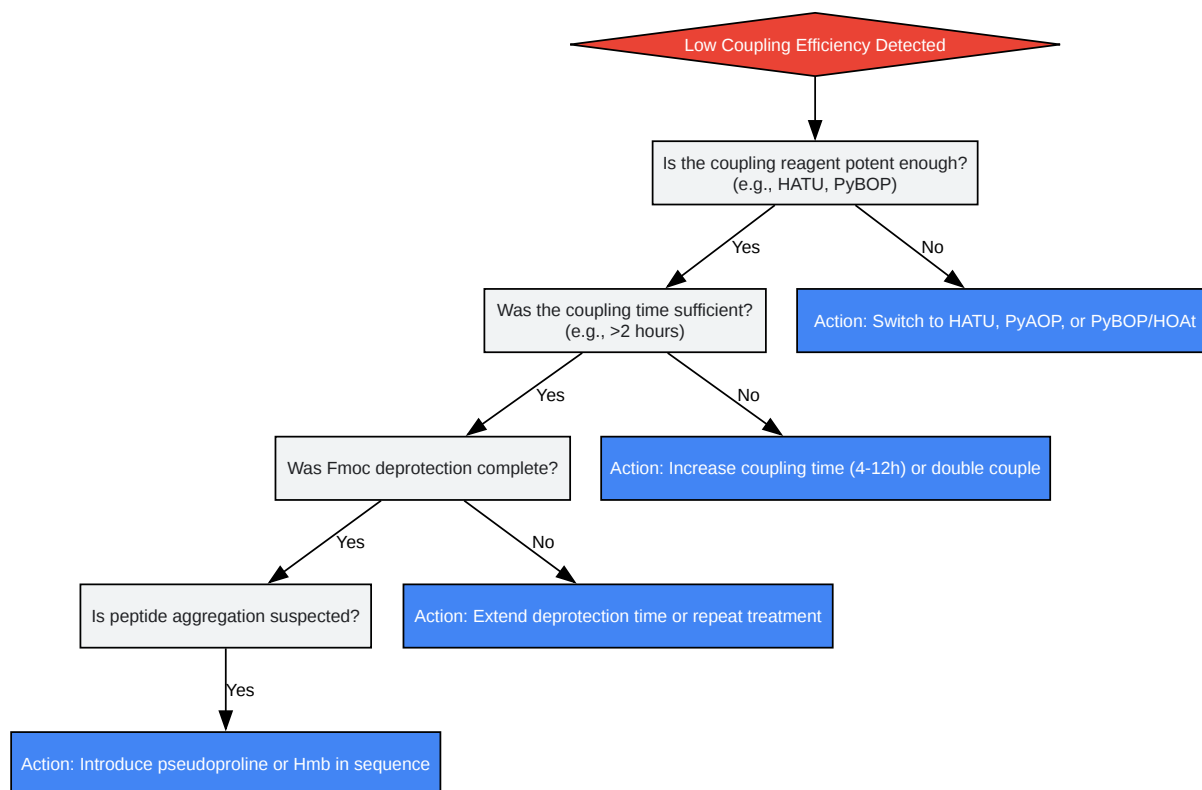 Low Coupling Efficiency Detected
Is the coupling reagent potent enough?
(e.g., HATU, PyBOP)
Yes
No
Was the coupling time sufficient?
(e.g., >2 hours)
Action: Switch to HATU, PyAOP, or PyBOP/HOAt
Yes
No
Was Fmoc deprotection complete?
Action: Increase coupling time (4-12h) or double couple
Yes
No
Is peptide aggregation suspected?
Action: Extend deprotection time or repeat treatment
Yes
Action: Introduce pseudoproline or Hmb in sequence